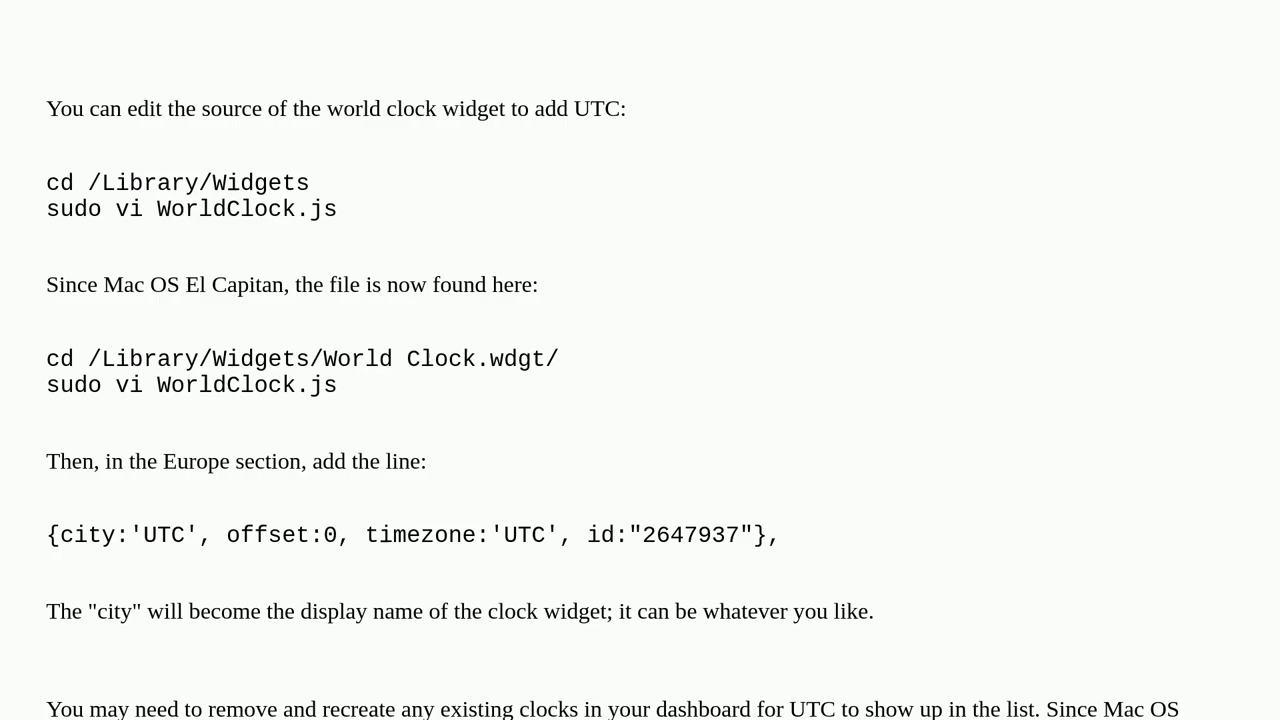 You can edit the source of the world clock widget to add UTC:
cd /Library/Widgets
sudo vi WorldClock.js
Since Mac OS El Capitan, the file is now found here:
cd /Library/Widgets/World Clock.wdgt/
sudo vi WorldClock.js
Then, in the Europe section, add the line:
{city:'UTC', offset:0, timezone:'UTC', id:"2647937"},
The "city" will become the display name of the clock widget; it can be whatever you like.
You may need to remove and recreate any existing clocks in your dashboard for UTC to show up in the list. Since Mac OS